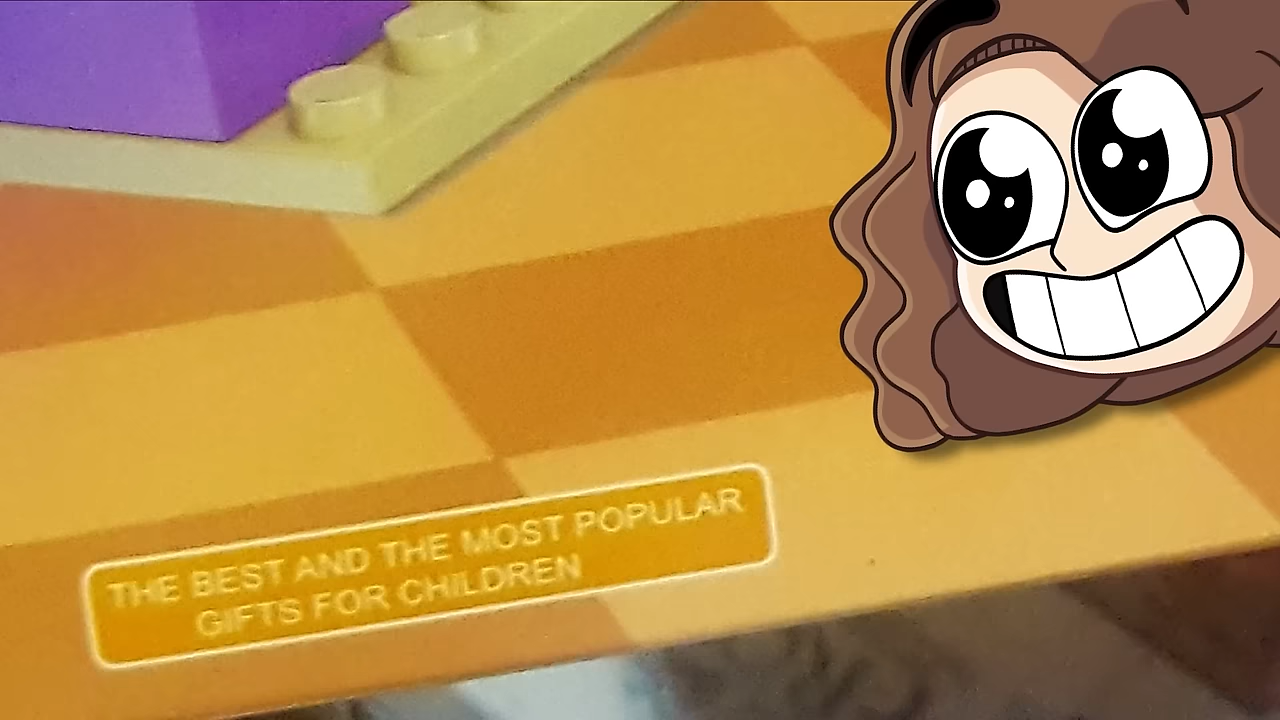 THE BEST AND THE MOST POPULAR
GIFTS FOR CHILDREN